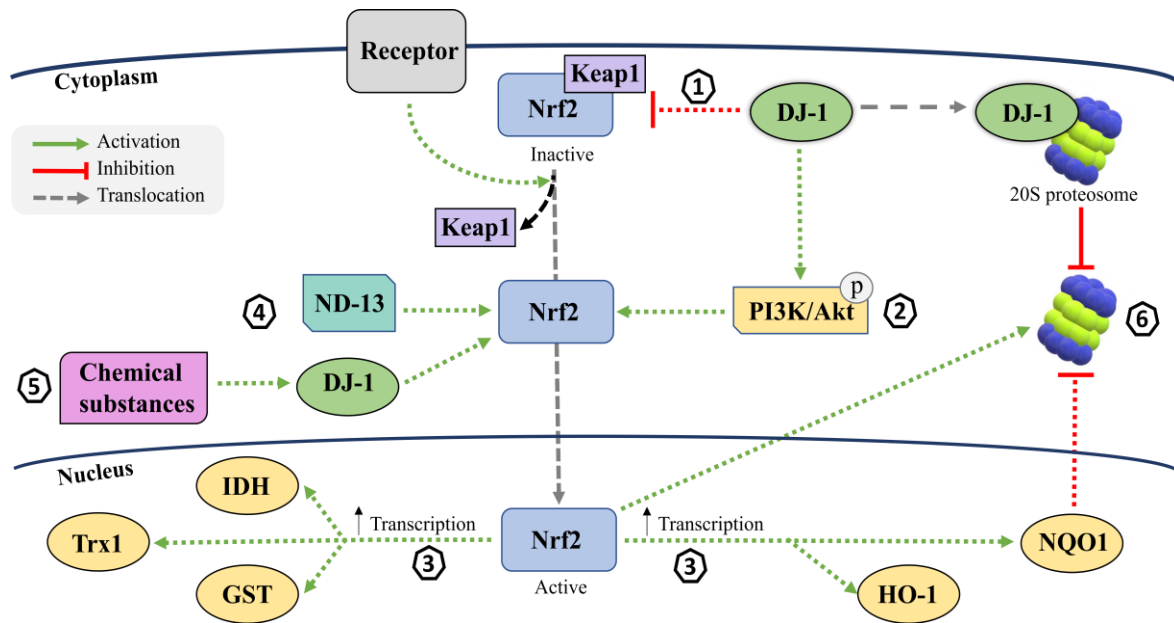 Receptor
Cytoplasm
Keap1
Nrf2
Inactive
1
DJ-1
DJ-1
20S proteosome
Activation
Inhibition
Translocation
Keap1
4
ND-13
Nrf2
p
PI3K/Akt
2
6
5
Chemical
substances
DJ-1
Nucleus
IDH
Trx1
GST
Transcription
3
Nrf2
Active
Transcription
3
NQO1
HO-1